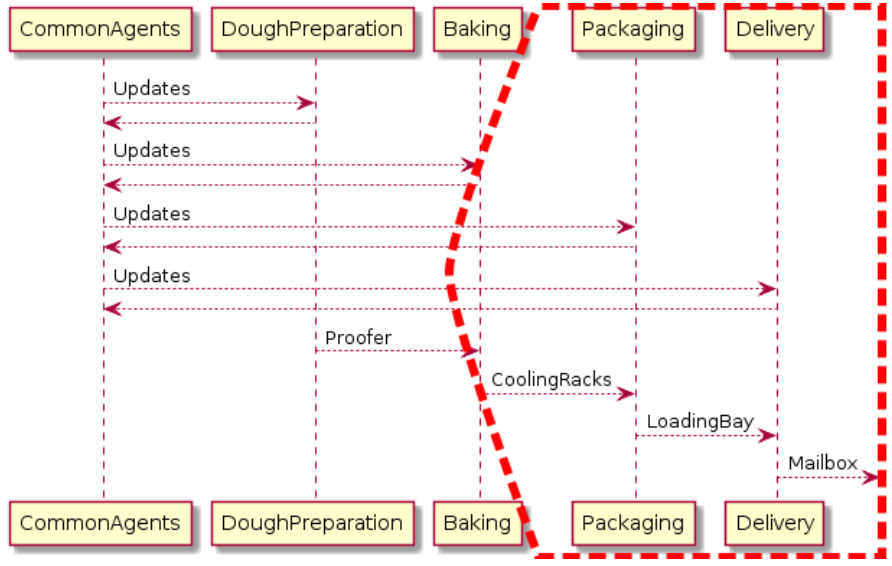 CommonAgents DoughPreparation Baking Packaging Delivery
Updates
Updates
Updates
Updates
Proofer
CoolingRacks
LoadingBay
Mailbox
CommonAgents DoughPreparation Baking Packaging Delivery